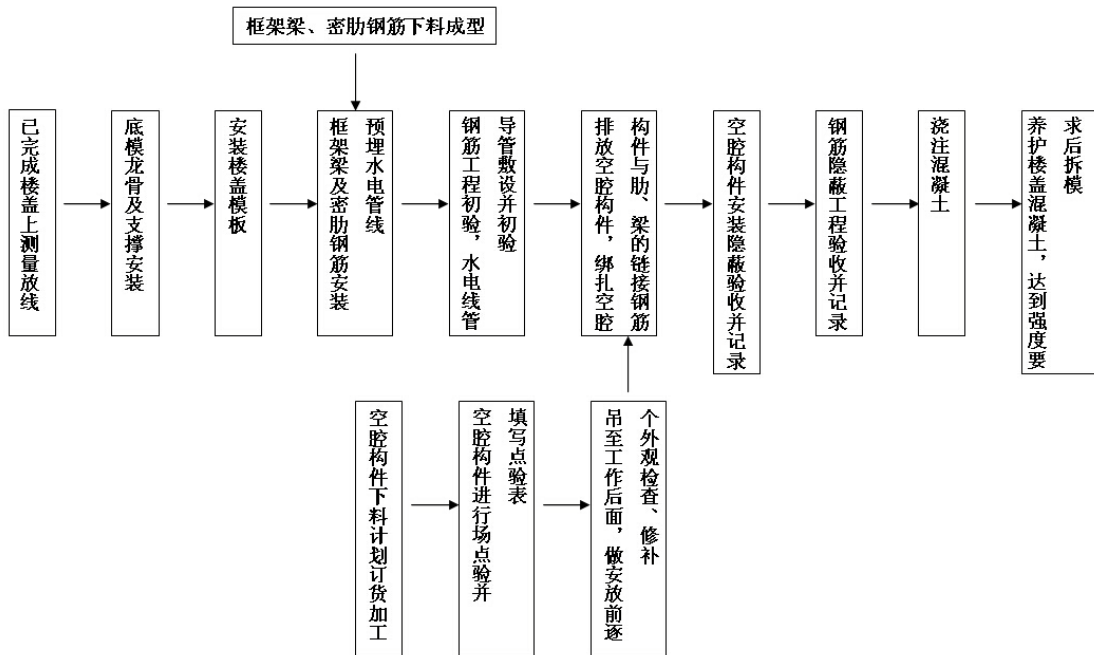 框架梁、密肋钢筋下料成型
已完成楼盖上测量放线
底模龙骨及支撑安装
安装楼盖模板
框架梁及密肋钢筋安装
预埋水电管线
钢筋工程初验，水电线管
导管敷设并初验
排放空腔构件，绑扎空腔
构件与肋、梁的链接钢筋
空腔构件安装隐蔽验收并记录
钢筋隐蔽工程验收并记录
浇注混凝土
养护楼盖混凝土，达到强度要
求后拆模
空腔构件下料计划订货加工
空腔构件进行场点验并
填写点验表
吊至工作后面，做安放前逐
个外观检查、修补